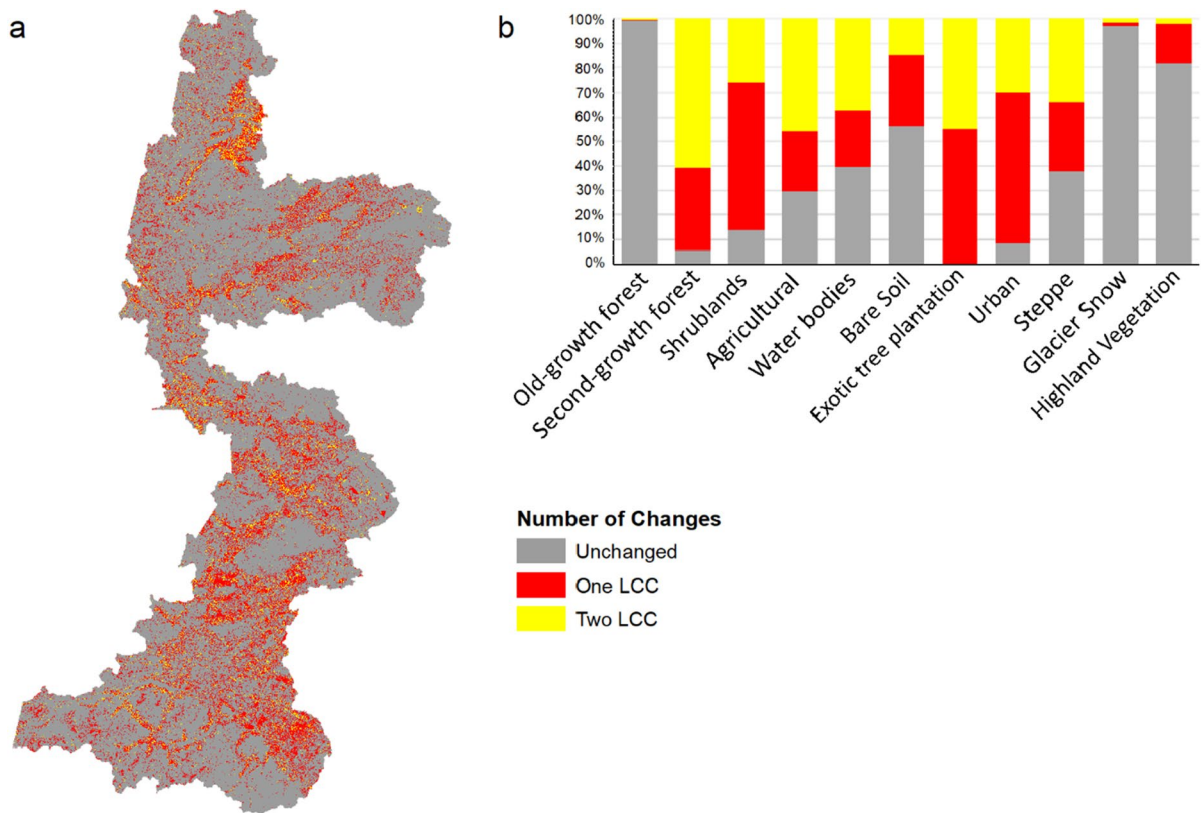 a
b
100%
90%
80%
70%
60%
50%
40%
30%
20%
10%
0%
Old-growth forest
Second-growth forest
Shrublands
Agricultural
Water bodies
Bare Soil
Exotic tree plantation
Urban
Steppe
Glacier Snow
Highland Vegetation
Number of Changes
Unchanged
One LCC
Two LCC